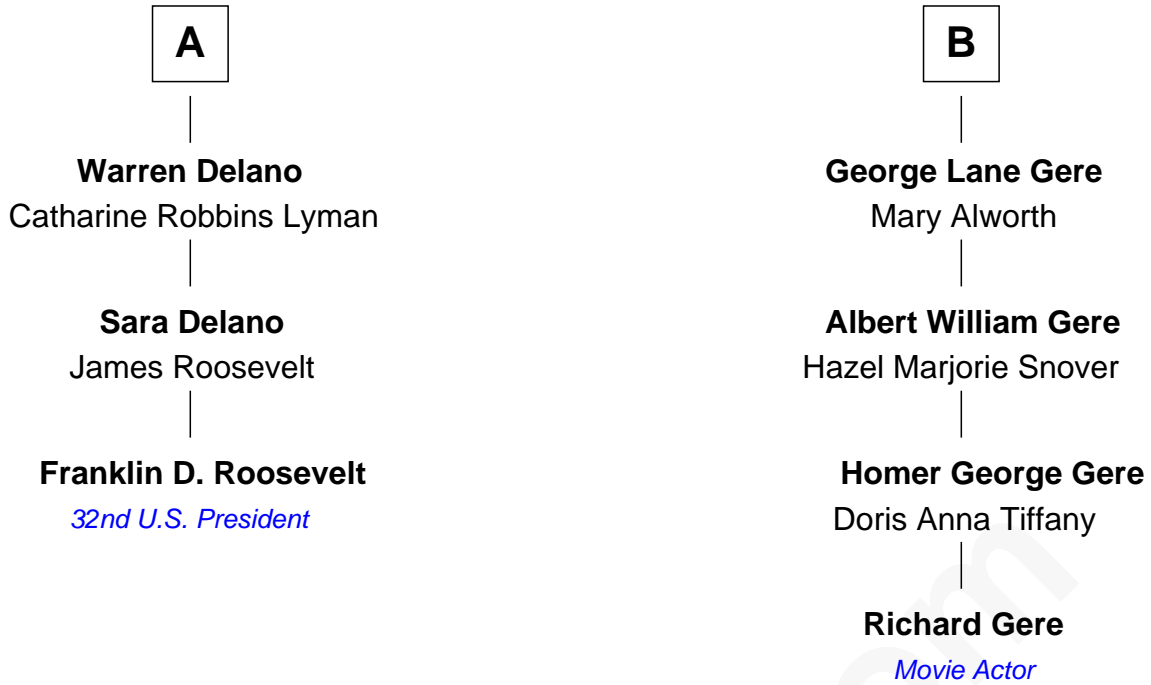 A
Warren Delano
Catharine Robbins Lyman
Sara Delano
James Roosevelt
Franklin D. Roosevelt
32nd U.S. President
B
George Lane Gere
Mary Alworth
Albert William Gere
Hazel Marjorie Snover
Homer George Gere
Doris Anna Tiffany
Richard Gere
Movie Actor